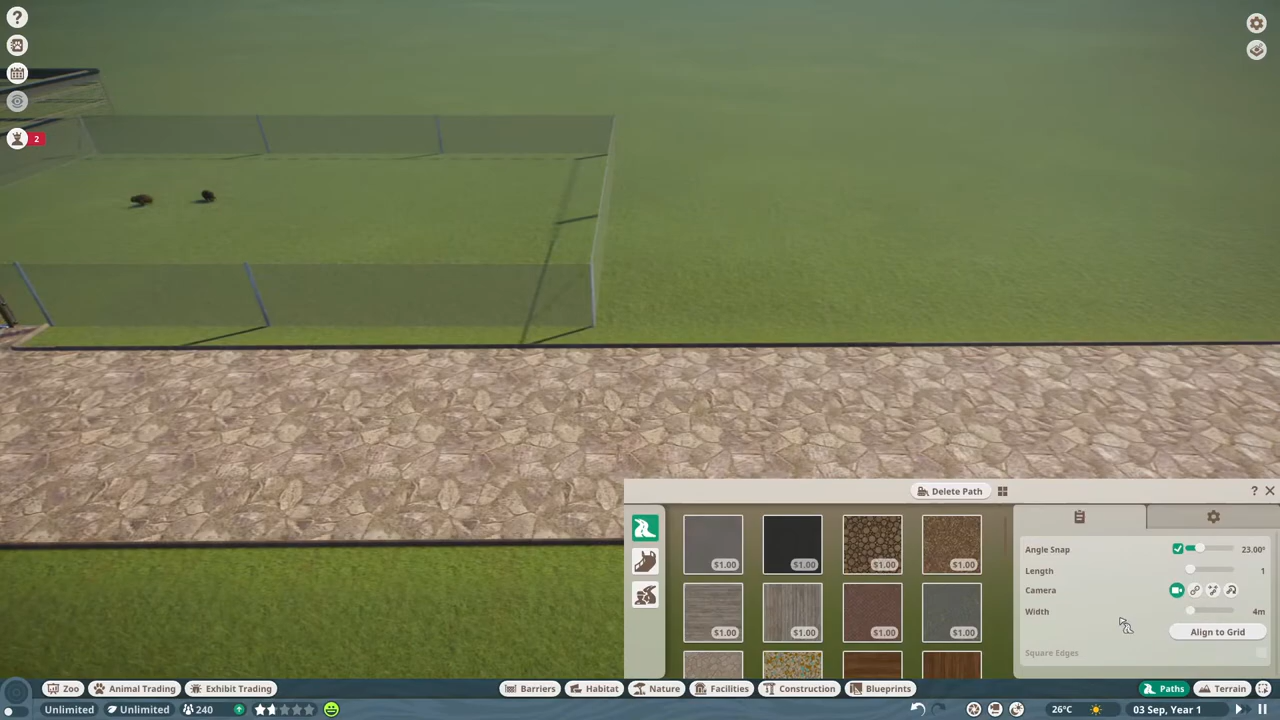 ?
2
Delete Path
?
$1.00 $1.00 $1.00 $1.00
$1.00 $1.00 $1.00 $1.00
Angle Snap 23.00°
Length 1
Camera
Width 4m
Align to Grid
Square Edges
Zoo Animal Trading Exhibit Trading Barriers Habitat Nature Facilities Construction Blueprints Paths Terrain
Unlimited Unlimited 240 26°C 03 Sep, Year 1